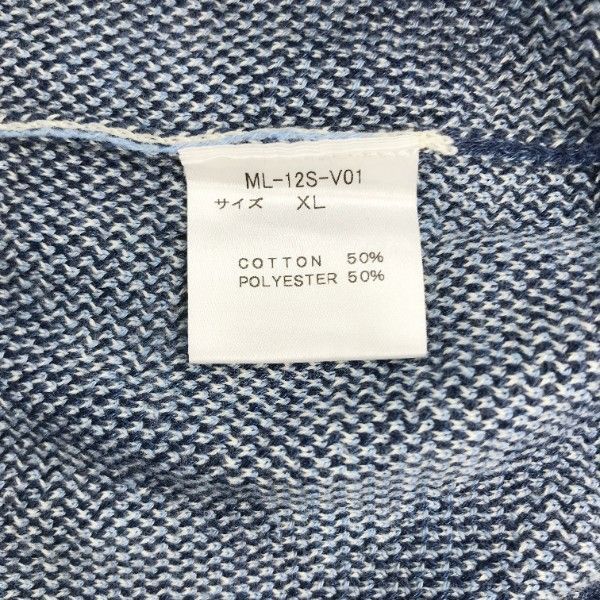 ML-12S-V01
サイズ XL
COTTON 50%
POLYESTER 50%